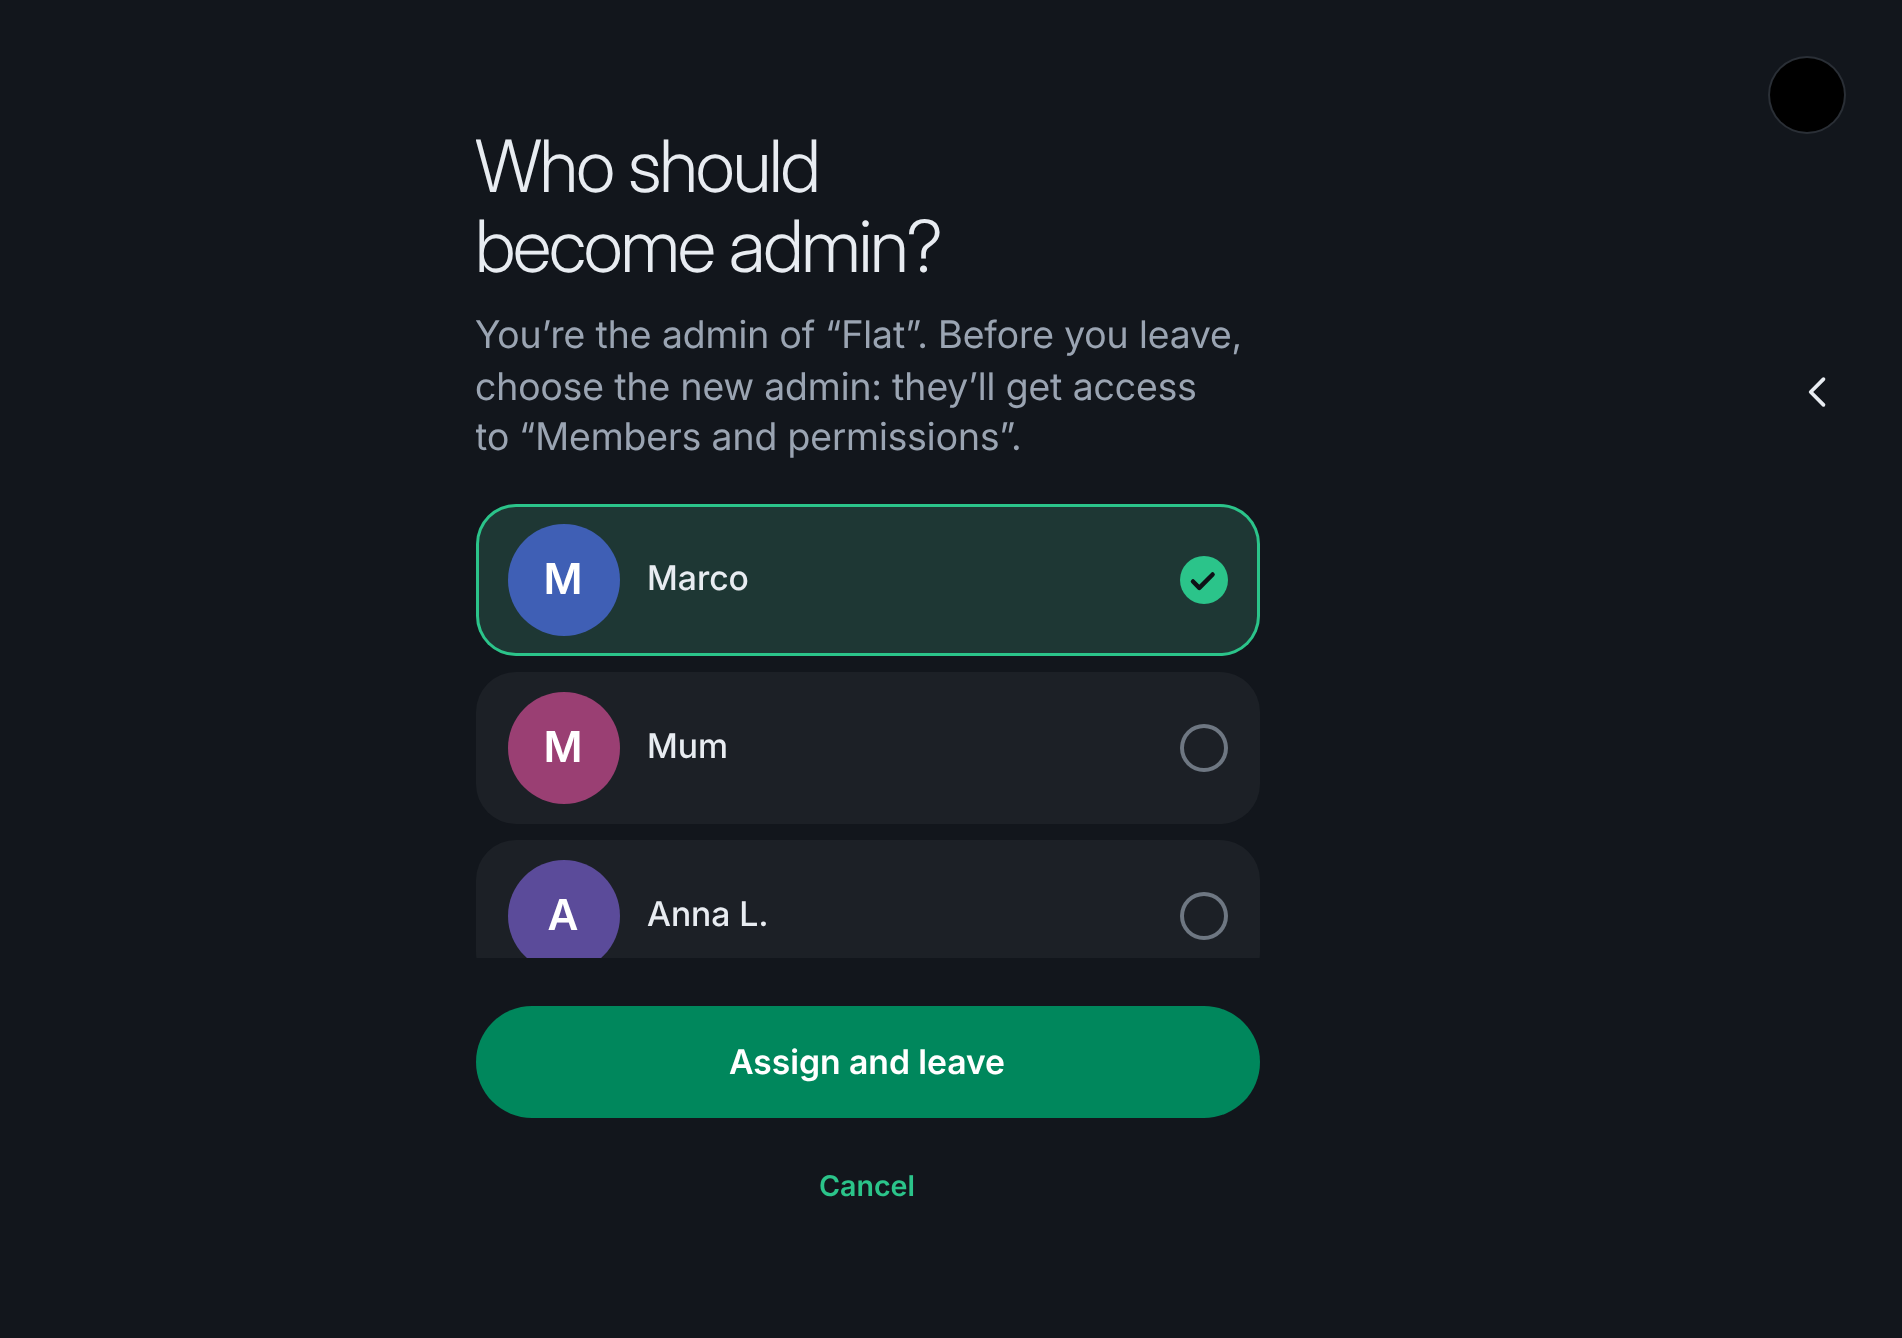 Who should
become admin?
You’re the admin of “Flat”. Before you leave,
choose the new admin: they’ll get access
to “Members and permissions”.
M Marco
M Mum
A Anna L.
Assign and leave
Cancel